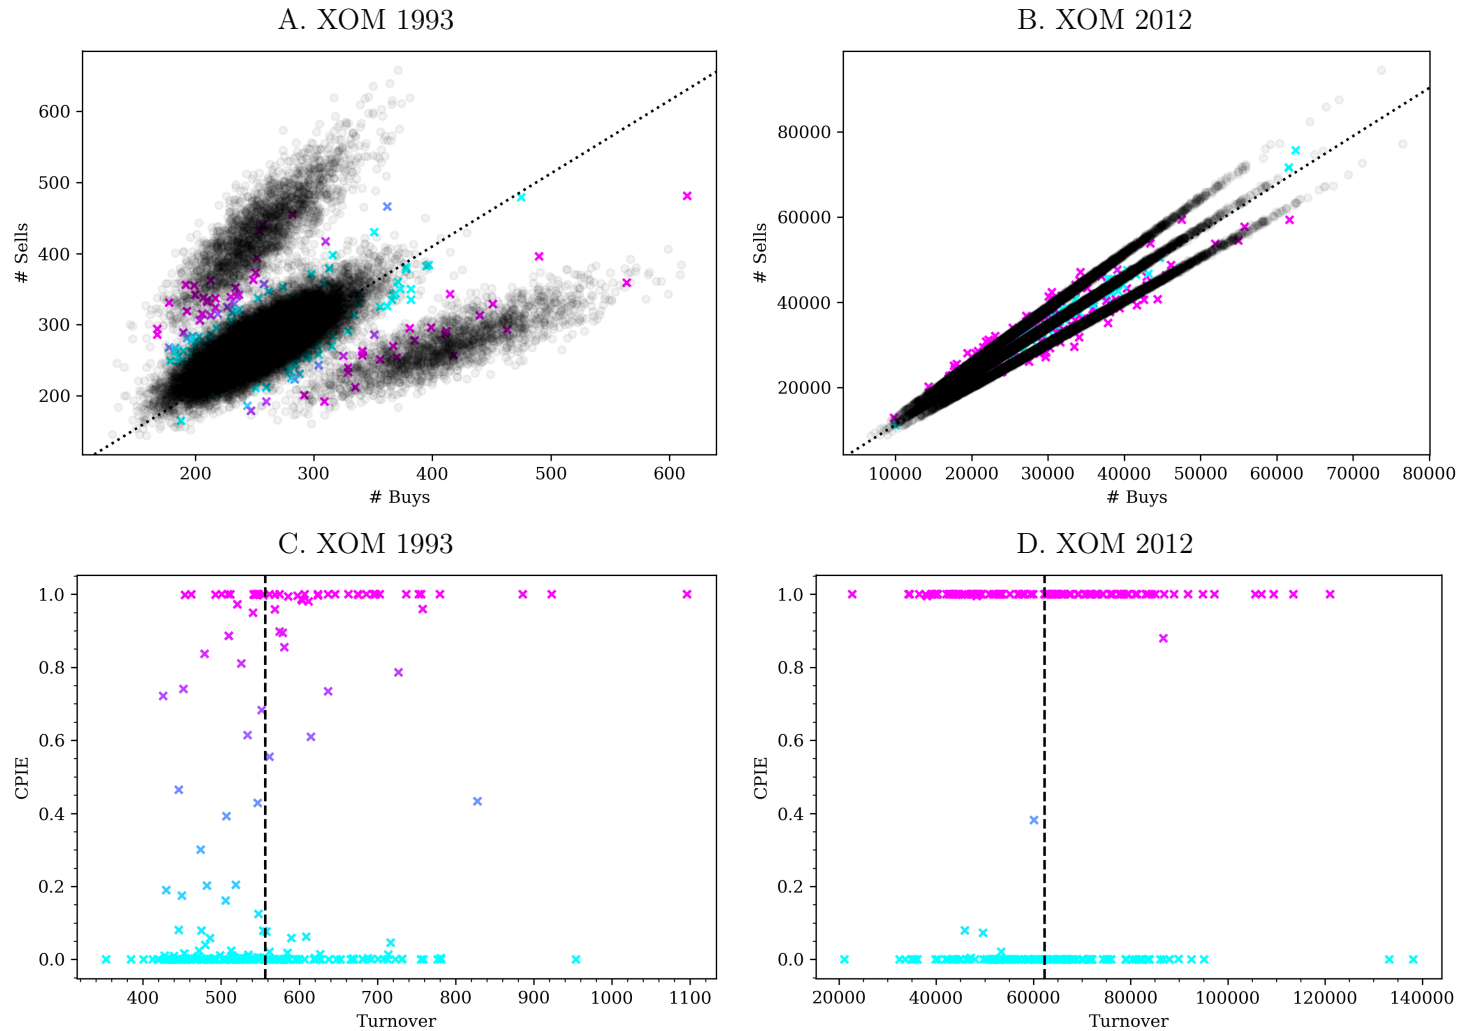 A. XOM 1993
B. XOM 2012
600
500
400
300
200
# Sells
200 300 400 500 600
# Buys
80000
60000
40000
20000
# Sells
10000 20000 30000 40000 50000 60000 70000 80000
# Buys
C. XOM 1993
D. XOM 2012
1.0
0.8
0.6
0.4
0.2
0.0
CPIE
400 500 600 700 800 900 1000 1100
Turnover
1.0
0.8
0.6
0.4
0.2
0.0
CPIE
20000 40000 60000 80000 100000 120000 140000
Turnover